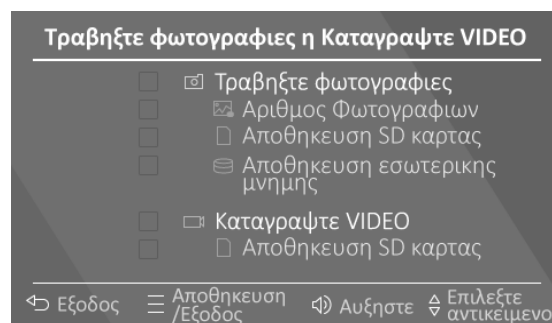 Τραβηξτε φωτογραφιες η Καταγραψτε VIDEO
Τραβηξτε φωτογραφιες
Αριθμος Φωτογραφιων
Αποθηκευση SD καρτας
Αποθηκευση εσωτερικης
μνημης
Καταγραψτε VIDEO
Αποθηκευση SD καρτας
Εξοδος
Αποθηκευση
/Εξοδος
Αυξηστε
Επιλεξτε
αντικειμενο